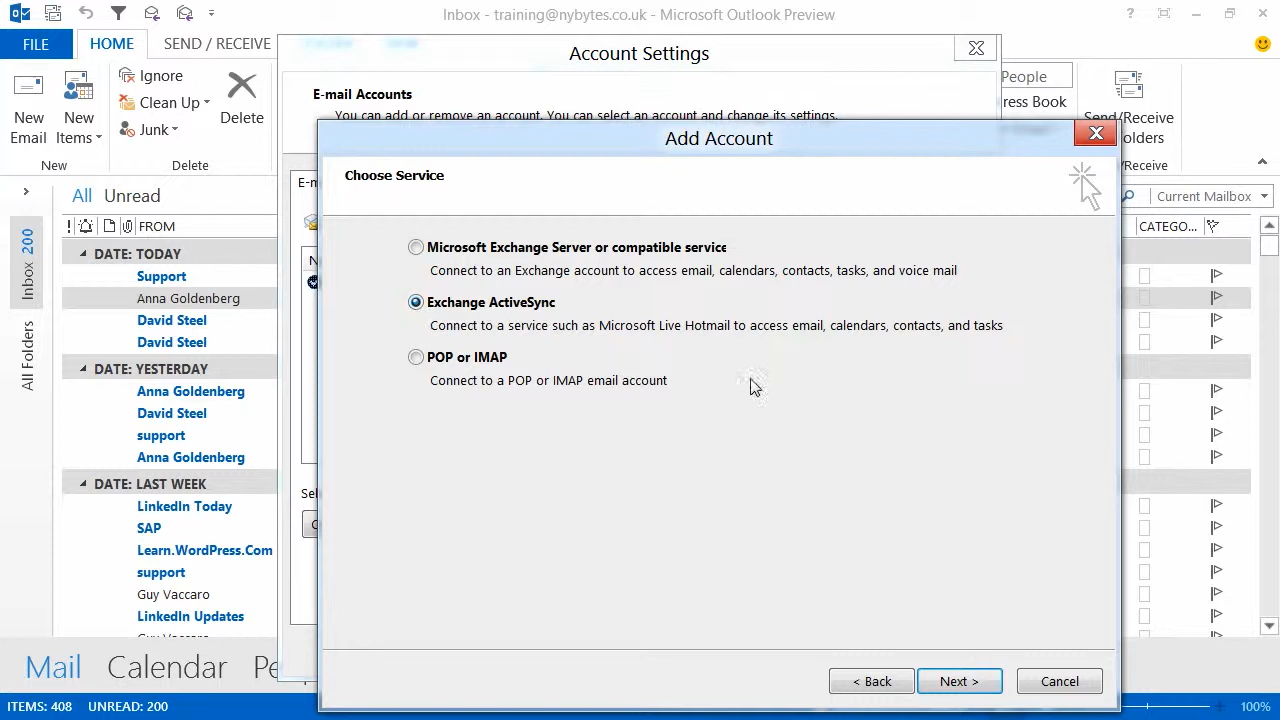 Inbox - training@nybytes.co.uk - Microsoft Outlook Preview
FILE
HOME
SEND / RECEIVE
Account Settings
New
Email
New
Items
Ignore
Clean Up
Junk
Delete
New
Delete
E-mail Accounts
You can add or remove an account. You can select an account and change its settings.
People
ress Book
Send/Receive
olders
/Receive
All Unread
Current Mailbox
! FROM
CATEGO...
Inbox 200
All Folders
DATE: TODAY
Support
Anna Goldenberg
David Steel
David Steel
DATE: YESTERDAY
Anna Goldenberg
David Steel
support
Anna Goldenberg
DATE: LAST WEEK
LinkedIn Today
SAP
Learn.WordPress.Com
support
Guy Vaccaro
LinkedIn Updates
Guy Vaccaro
E-m
N
Sel
C
Add Account
Choose Service
Microsoft Exchange Server or compatible service
Connect to an Exchange account to access email, calendars, contacts, tasks, and voice mail
Exchange ActiveSync
Connect to a service such as Microsoft Live Hotmail to access email, calendars, contacts, and tasks
POP or IMAP
Connect to a POP or IMAP email account
< Back
Next >
Cancel
Mail Calendar Pe
ITEMS: 408 UNREAD: 200
100%